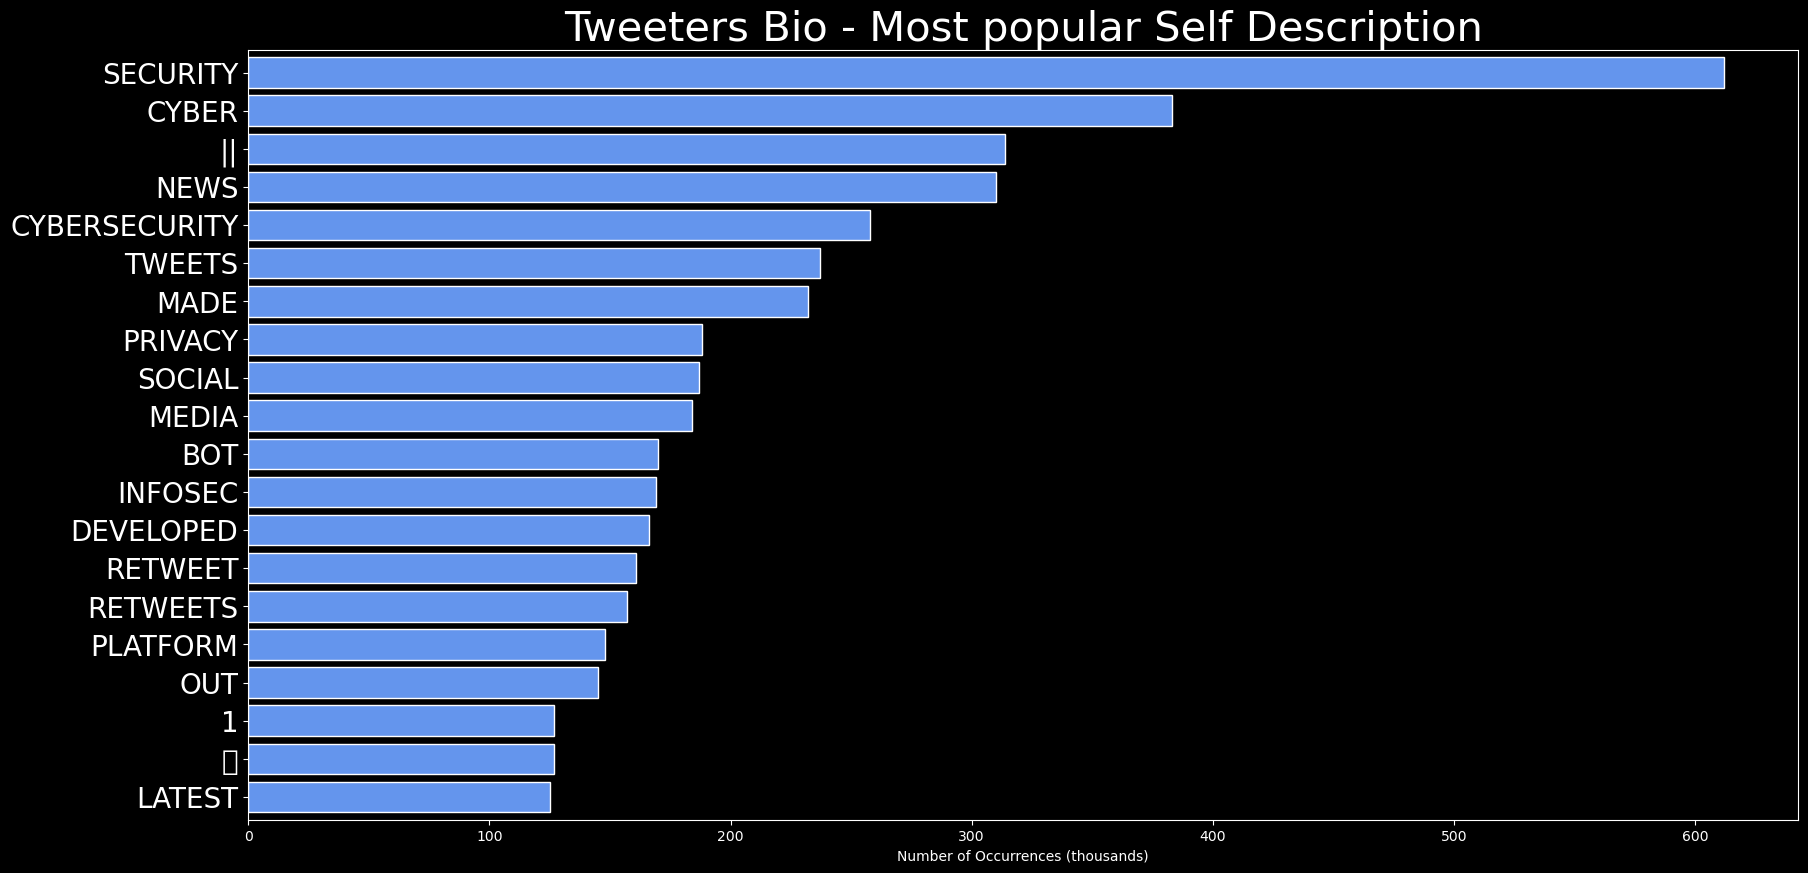 Tweeters Bio - Most popular Self Description
SECURITY
CYBER
||
NEWS
CYBERSECURITY
TWEETS
MADE
PRIVACY
SOCIAL
MEDIA
BOT
INFOSEC
DEVELOPED
RETWEET
RETWEETS
PLATFORM
OUT
1
LATEST
0 100 200 300 400 500 600
Number of Occurrences (thousands)